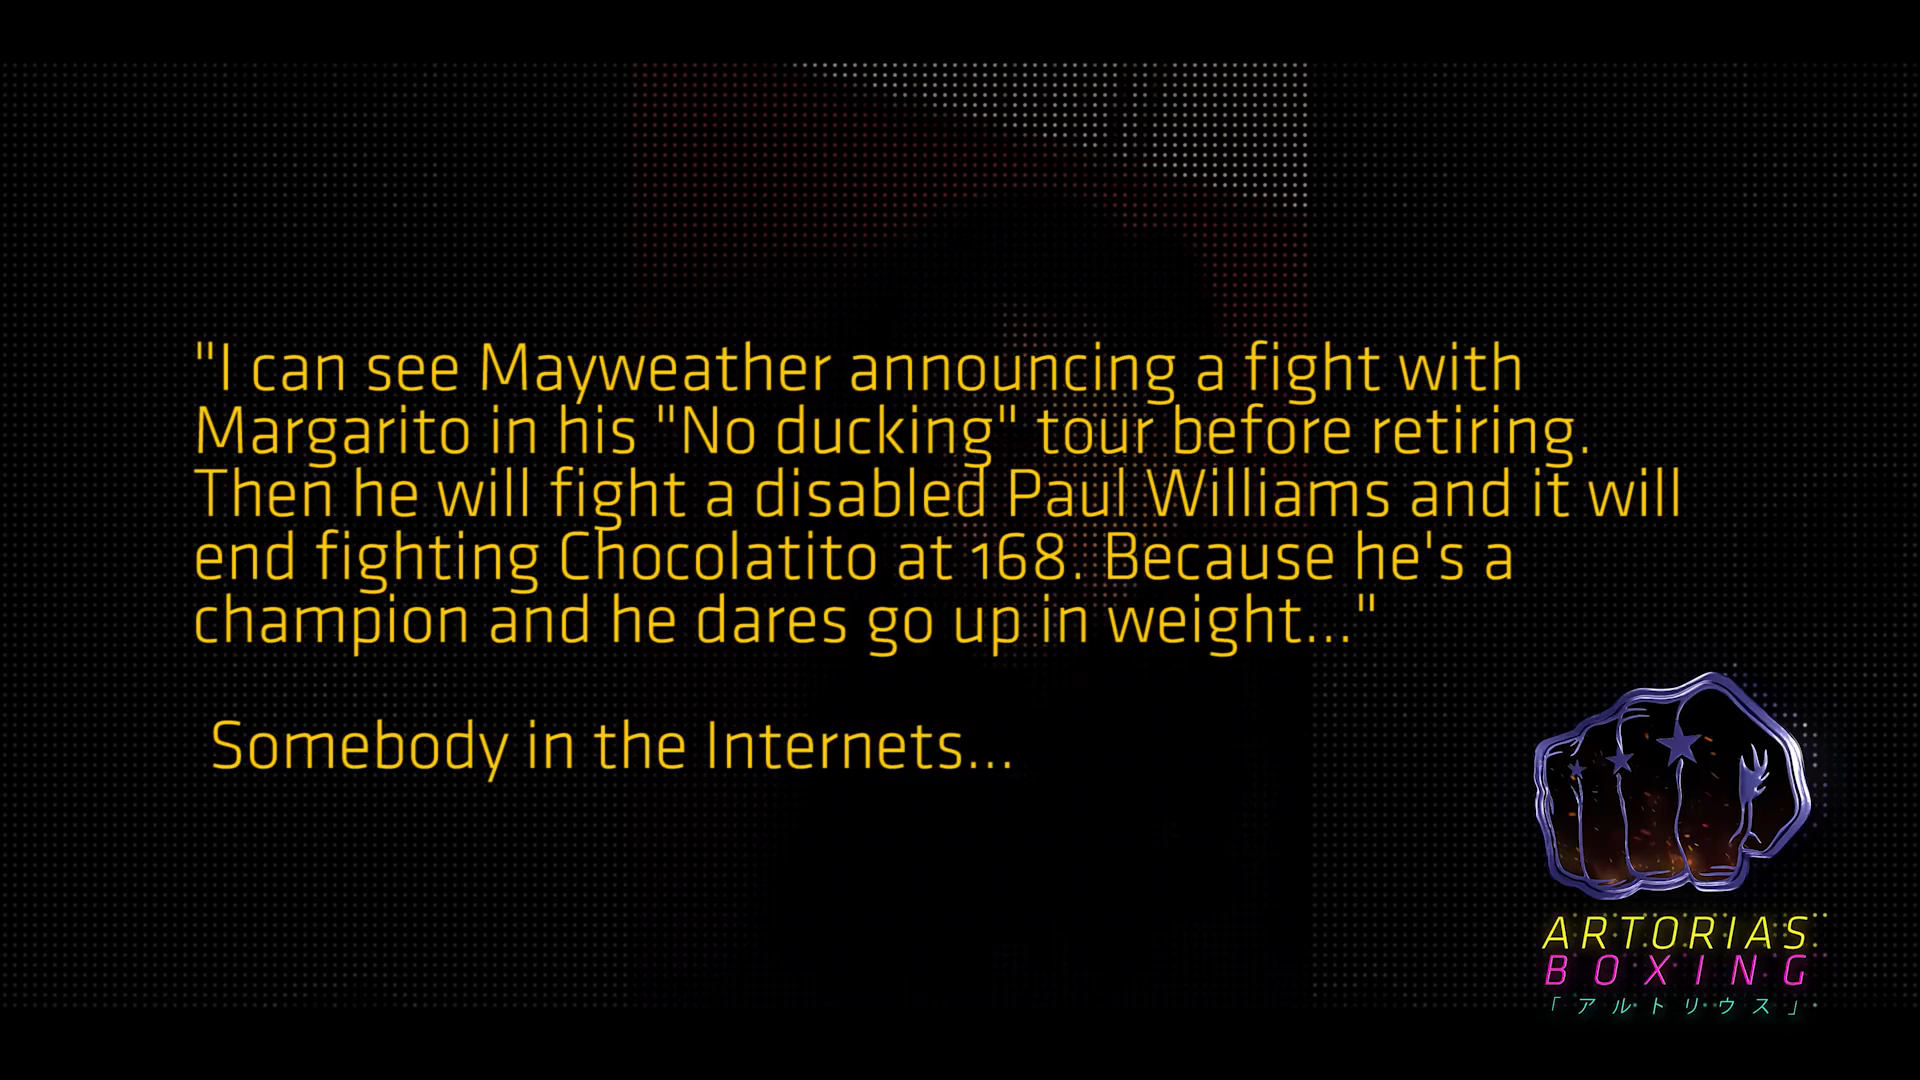 "I can see Mayweather announcing a fight with
Margarito in his "No ducking" tour before retiring.
Then he will fight a disabled Paul Williams and it will
end fighting Chocolatito at 168. Because he's a
champion and he dares go up in weight..."
Somebody in the Internets...
ARTORIAS
BOXING
「アルトリウス」